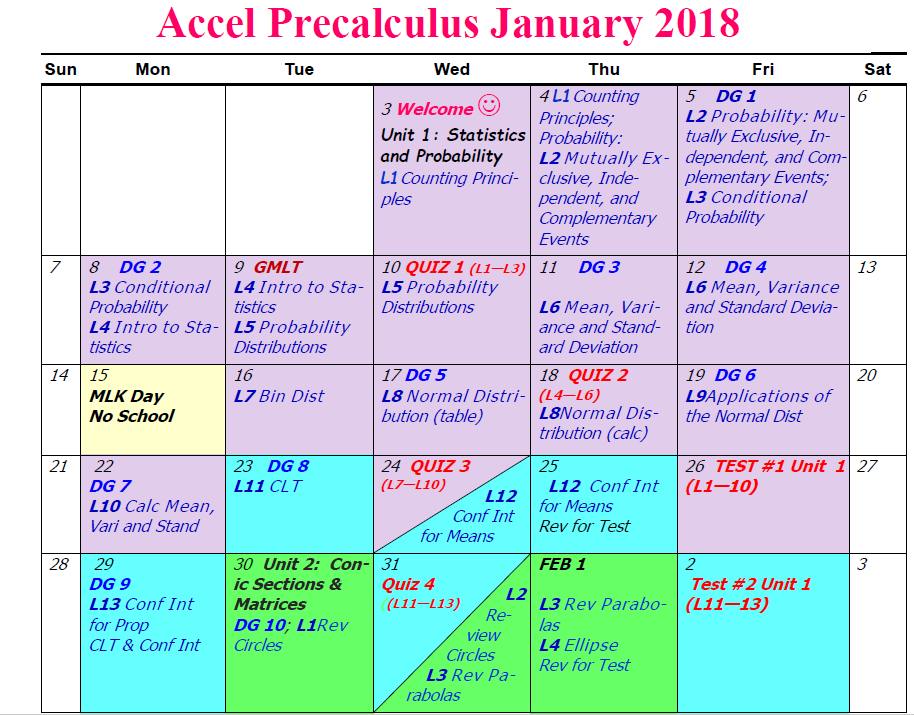 Accel Precalculus January 2018
Sun Mon Tue Wed Thu Fri Sat
3 Welcome
Unit 1: Statistics
and Probability
L1 Counting Princi-
ples
4 L1 Counting
Principles;
Probability:
L2 Mutually Ex-
clusive, Inde-
pendent, and
Complementary
Events
5 DG 1
L2 Probability: Mu-
tually Exclusive, In-
dependent, and Com-
plementary Events;
L3 Conditional
Probability
6
7
8 DG 2
L3 Conditional
Probability
L4 Intro to Sta-
tistics
9 GMLT
L4 Intro to Sta-
tistics
L5 Probability
Distributions
10 QUIZ 1 (L1—L3)
L5 Probability
Distributions
11 DG 3
L6 Mean, Vari-
ance and Stand-
ard Deviation
12 DG 4
L6 Mean, Variance
and Standard Devia-
tion
13
14
15
MLK Day
No School
16
L7 Bin Dist
17 DG 5
L8 Normal Distri-
bution (table)
18 QUIZ 2
(L4—L6)
L8Normal Dis-
tribution (calc)
19 DG 6
L9Applications of
the Normal Dist
20
21
22
DG 7
L10 Calc Mean,
Vari and Stand
23 DG 8
L11 CLT
24 QUIZ 3
(L7—L10)
L12
Conf Int
for Means
25
L12 Conf Int
for Means
Rev for Test
26 TEST #1 Unit 1
(L1—10)
27
28
29
DG 9
L13 Conf Int
for Prop
CLT & Conf Int
30 Unit 2: Con-
ic Sections &
Matrices
DG 10; L1Rev
Circles
31
Quiz 4
((L11—L13)
L2
Re-
view
Circles
L3 Rev Pa-
rabolas
FEB 1
L3 Rev Parabo-
las
L4 Ellipse
Rev for Test
2
Test #2 Unit 1
(L11—13)
3